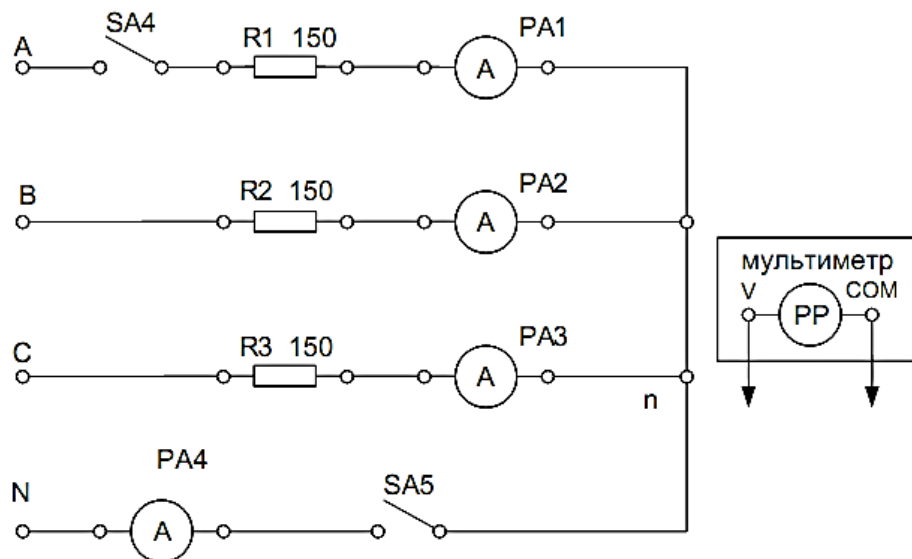 A
SA4
R1 150
PA1
A
B
R2 150
PA2
A
мультиметр
V
COM
PP
C
R3 150
PA3
A
n
N
PA4
A
SA5